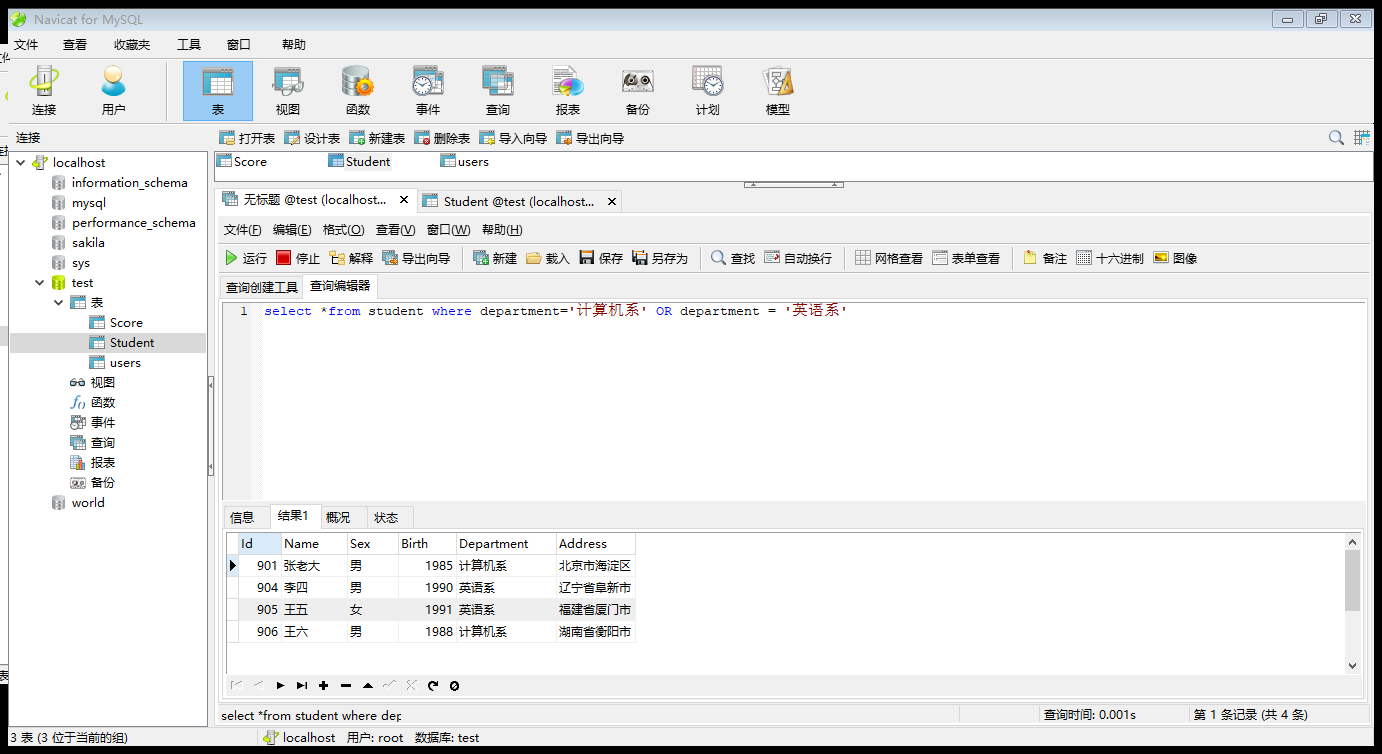 Navicat for MySQL
文件 查看 收藏夹 工具 窗口 帮助
连接 用户 表 视图 函数 事件 查询 报表 备份 计划 模型
连接 打开表 设计表 新建表 删除表 导入向导 导出向导
Score Student users
localhost
information_schema
mysql
performance_schema
sakila
sys
test
表
Score
Student
users
视图
函数
事件
查询
报表
备份
world
无标题 @test (localhost... Student @test (localhost...
文件(F) 编辑(E) 格式(O) 查看(V) 窗口(W) 帮助(H)
运行 停止 解释 导出向导 新建 载入 保存 另存为 查找 自动换行 网格查看 表单查看 备注 十六进制 图像
查询创建工具 查询编辑器
1 select *from student where department='计算机系' OR department = '英语系'
信息 结果1 概况 状态
Id Name Sex Birth Department Address
901 张老大 男 1985 计算机系 北京市海淀区
904 李四 男 1990 英语系 辽宁省阜新市
905 王五 女 1991 英语系 福建省厦门市
906 王六 男 1988 计算机系 湖南省衡阳市
select *from student where dep 查询时间: 0.001s 第 1 条记录 (共 4 条)
3 表 (3 位于当前的组) localhost 用户: root 数据库: test